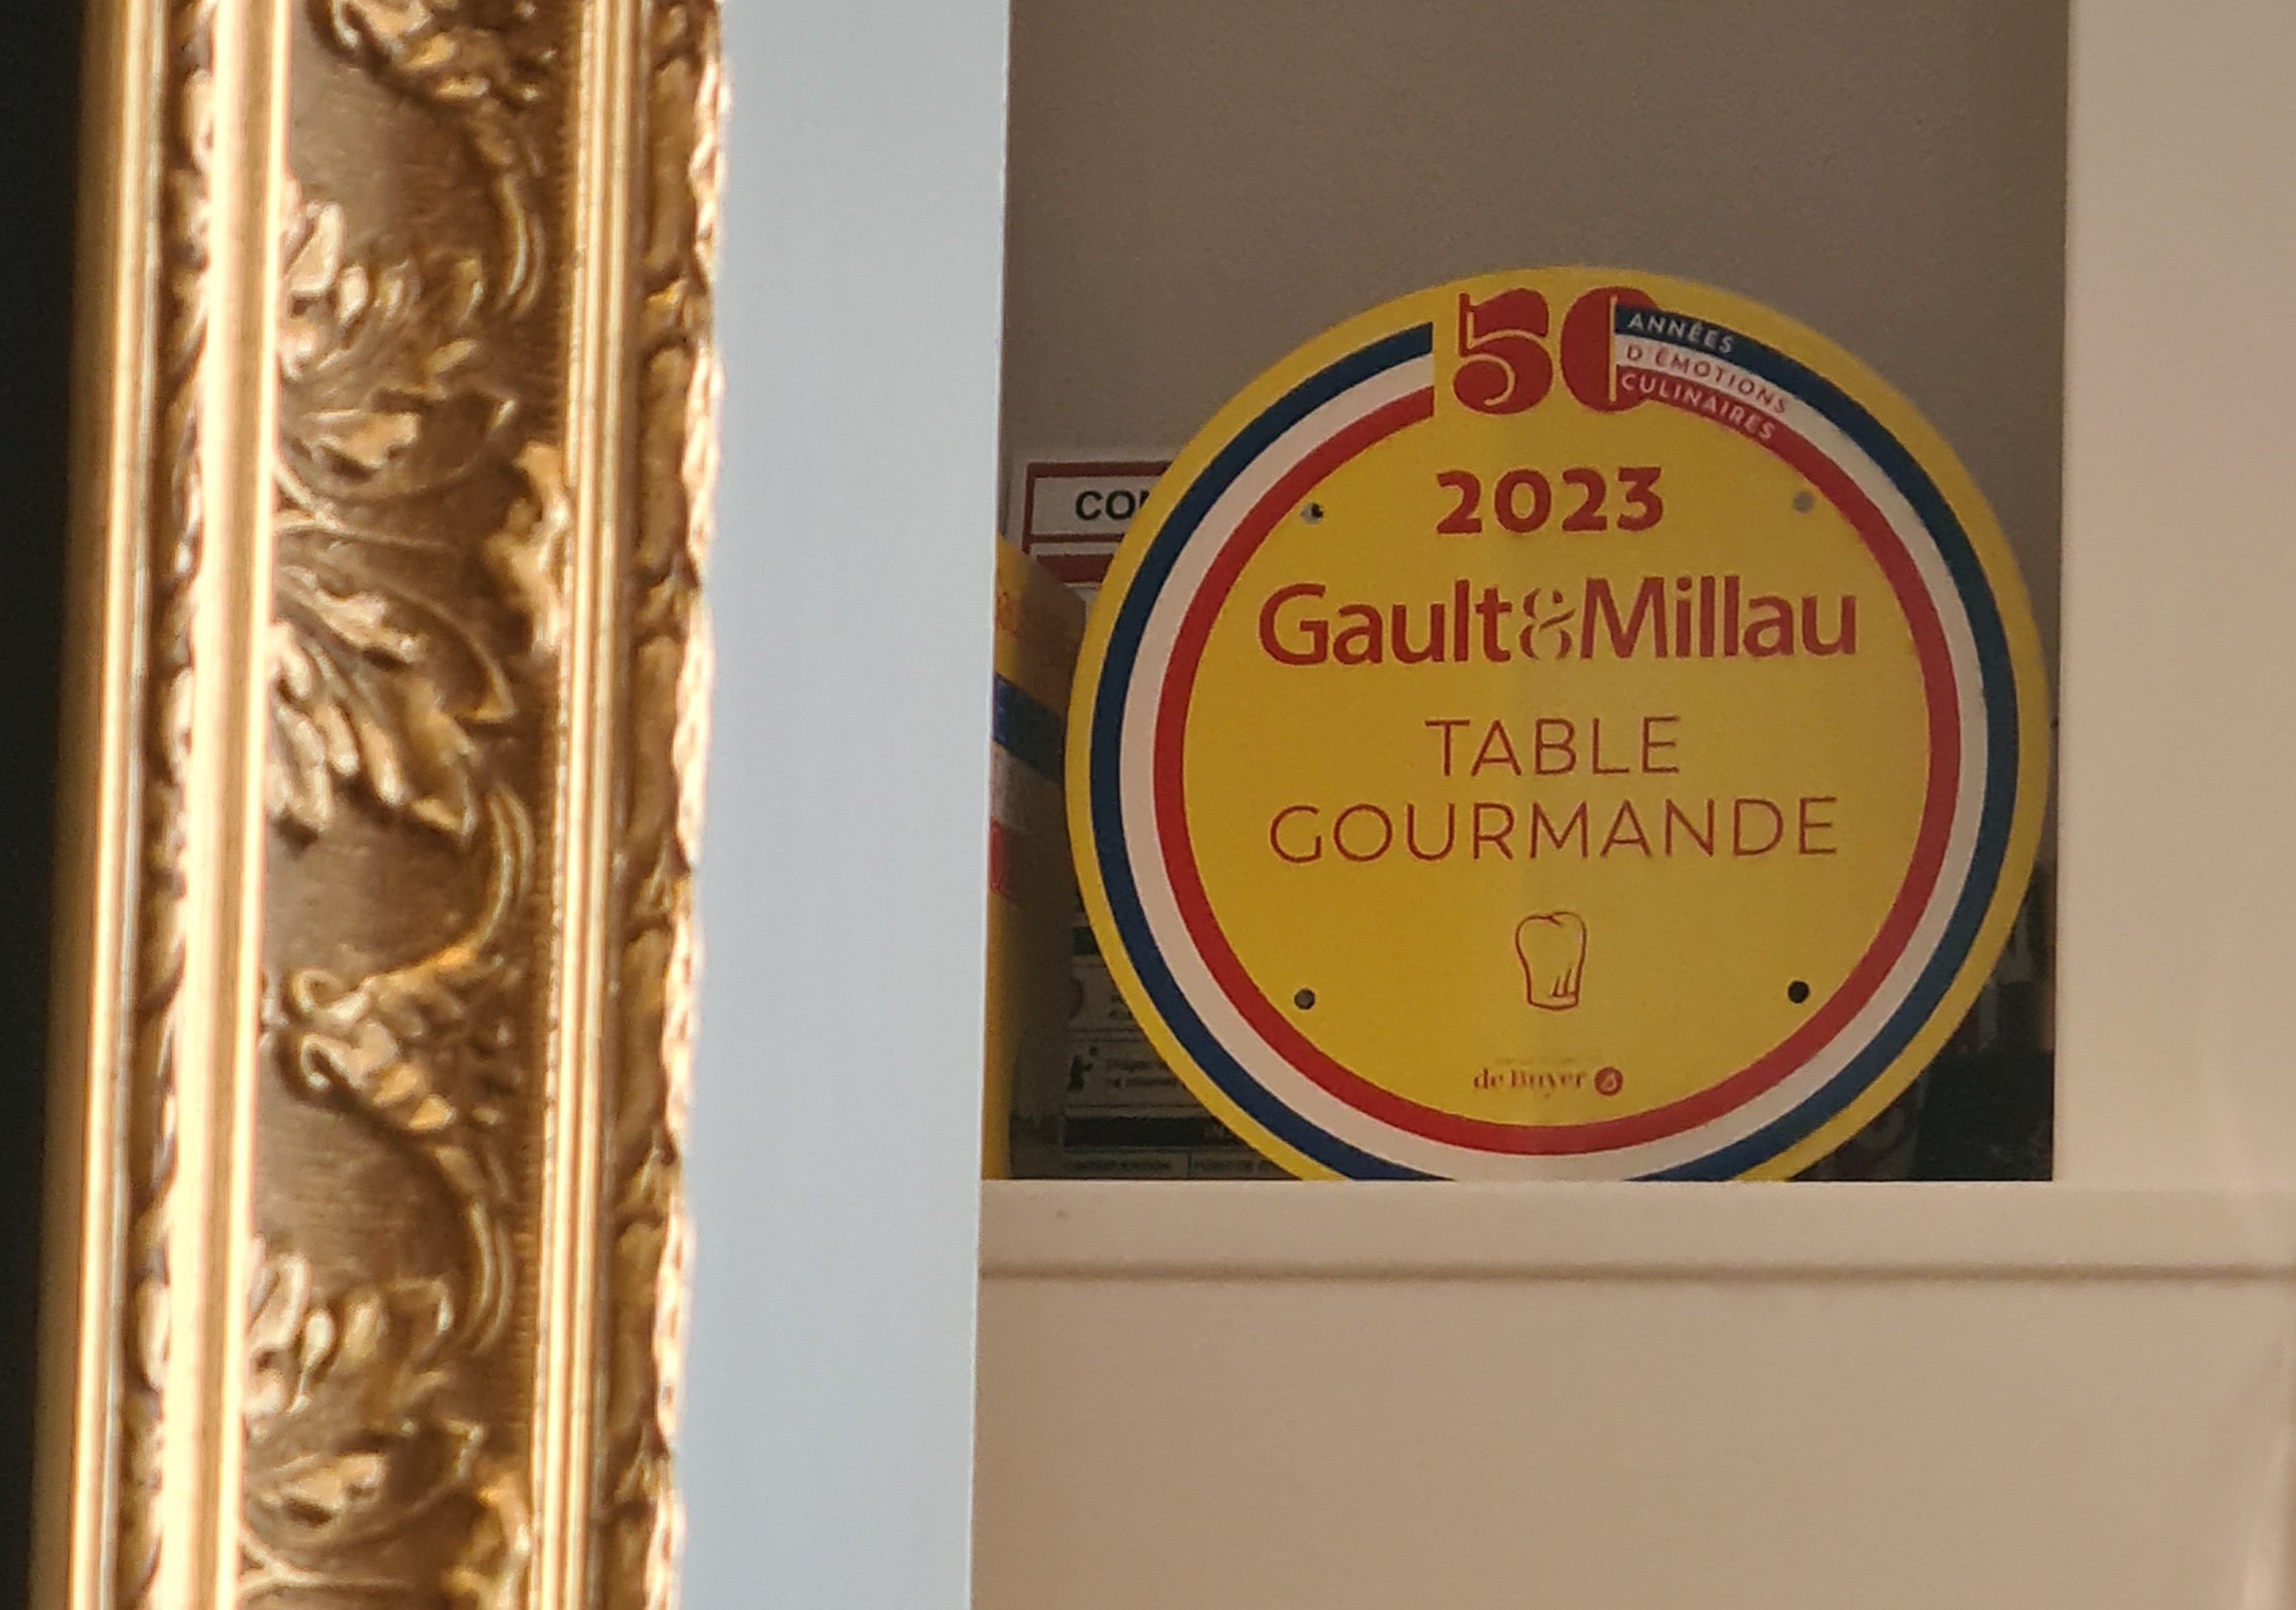 50
ANNÉES
D'ÉMOTIONS
CULINAIRES
2023
Gault&Millau
TABLE
GOURMANDE
de Buyer